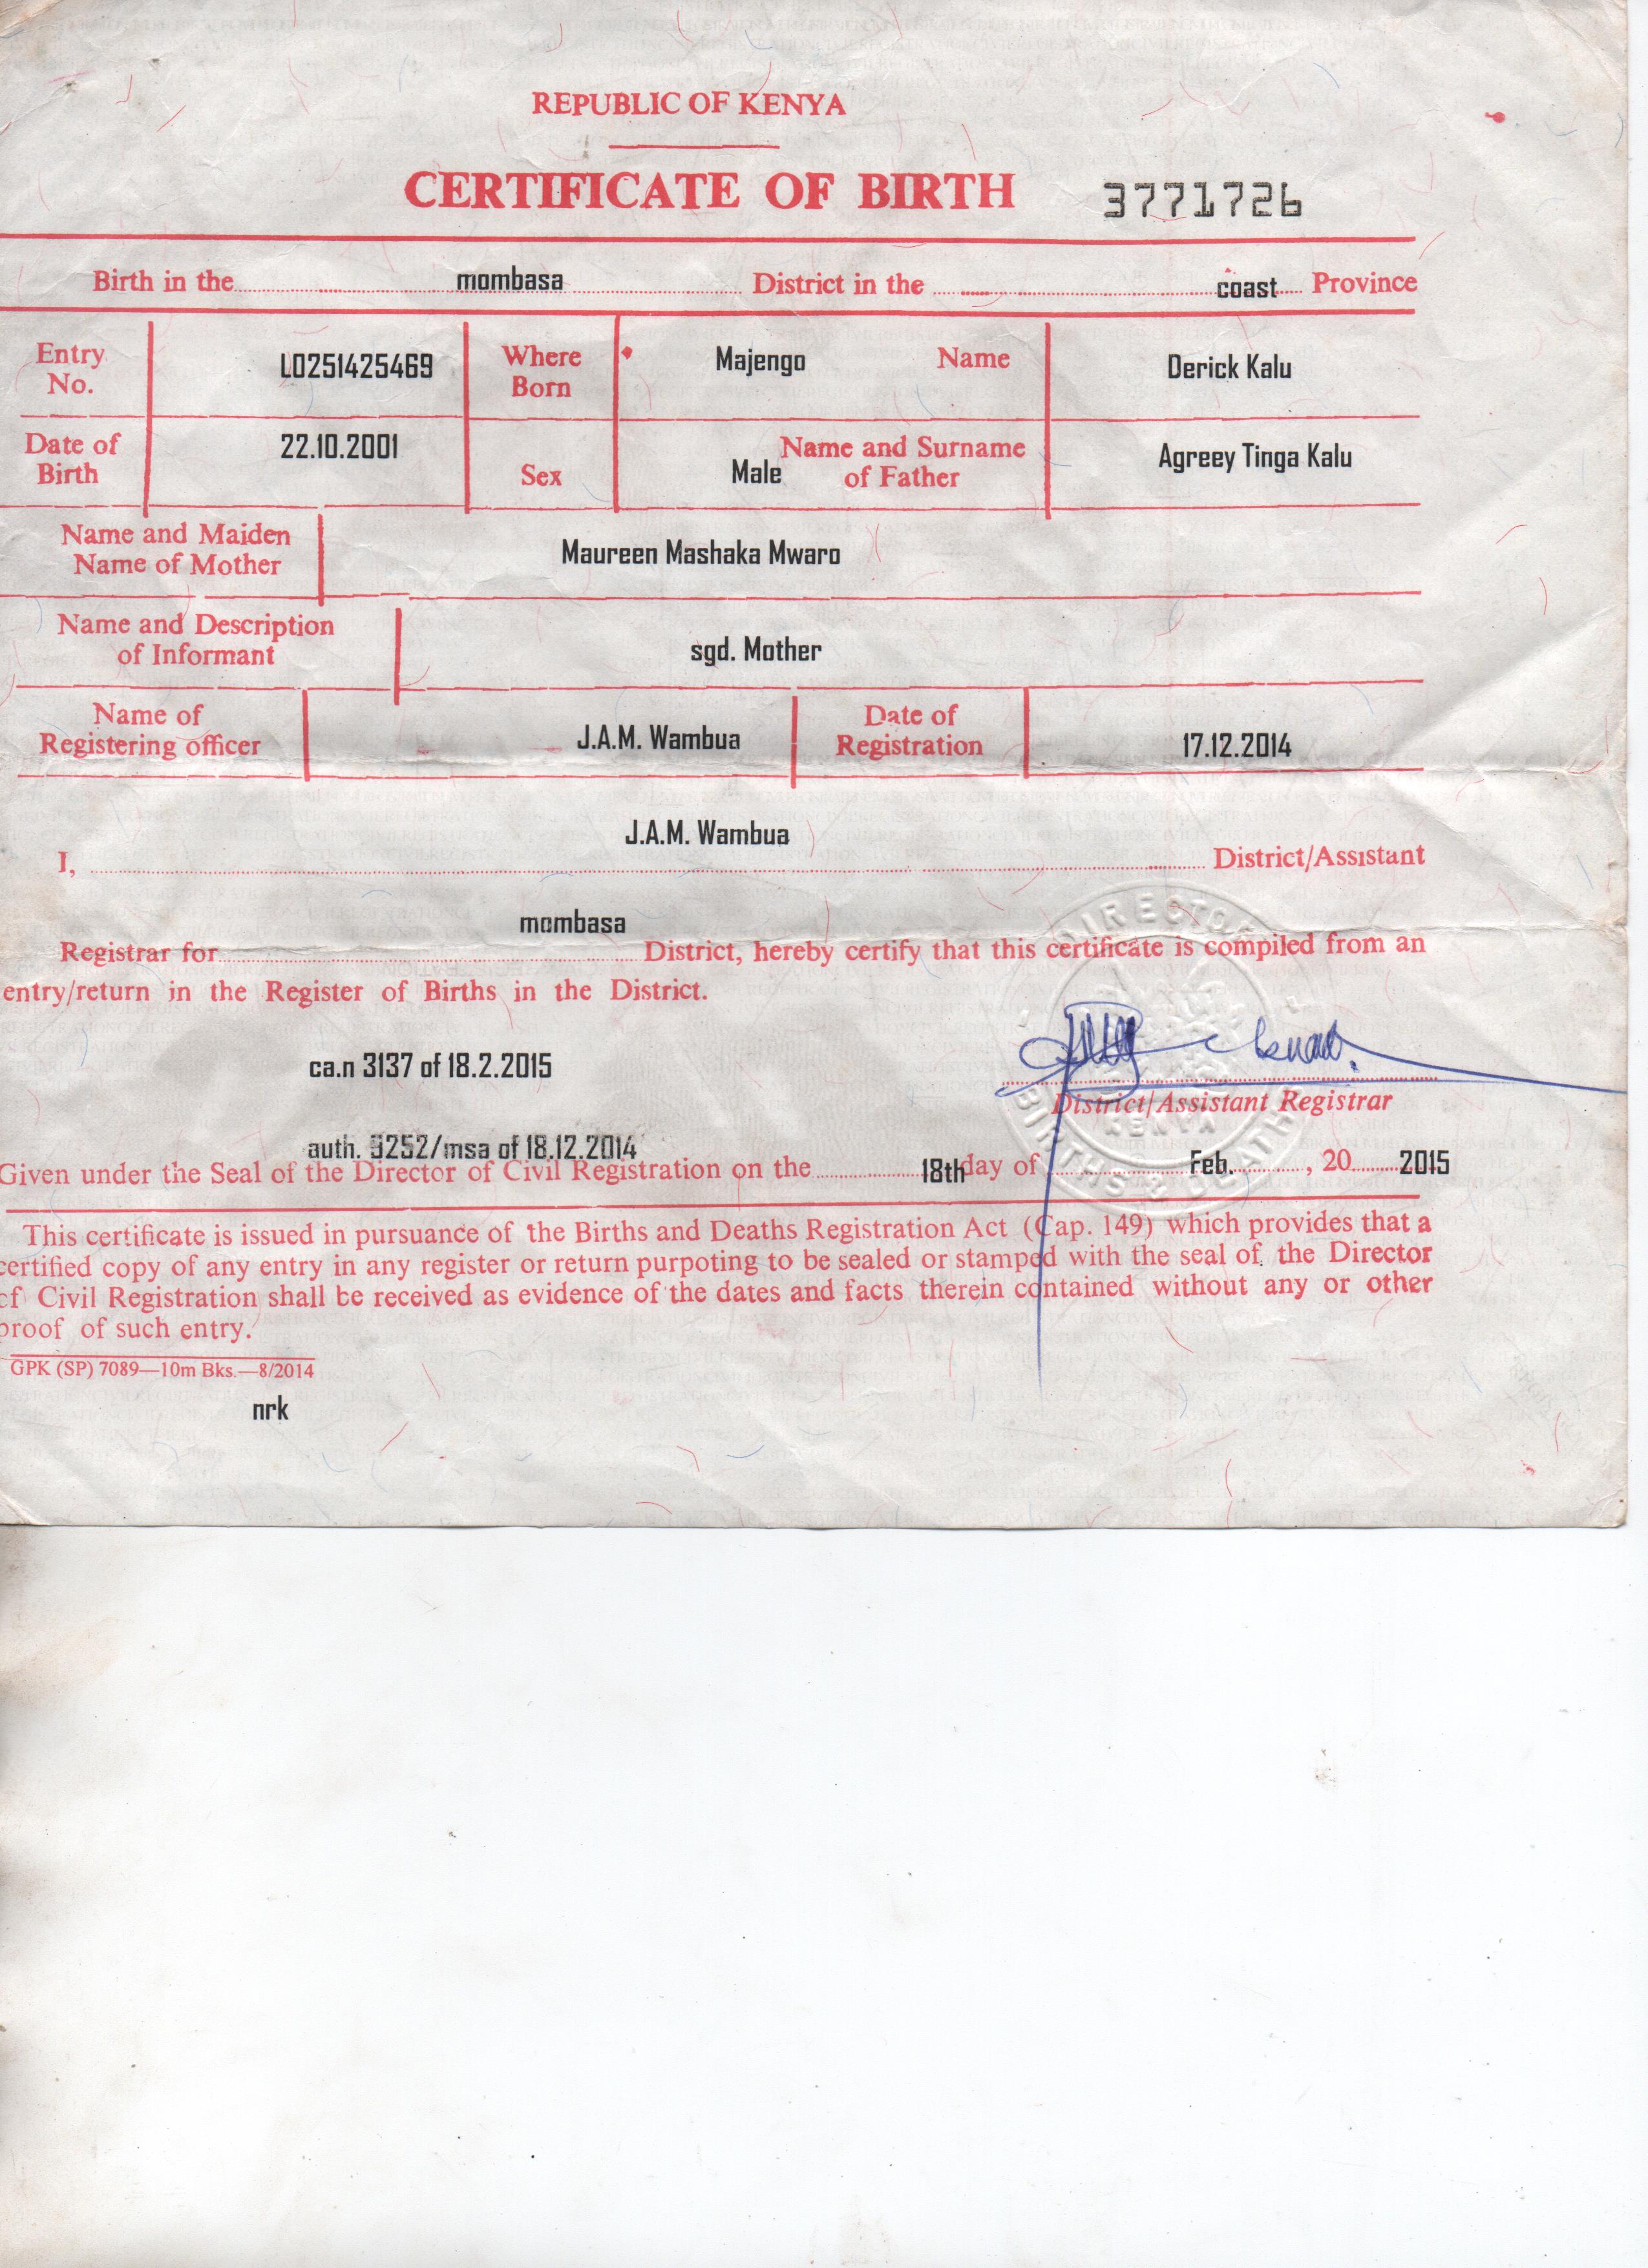 REPUBLIC OF KENYA
CERTIFICATE OF BIRTH 3771726
Birth in the mombasa District in the coast Province
Entry No. L0251425469 Where Born Majengo Name Derick Kalu
Date of Birth 22.10.2001 Sex Male Name and Surname of Father Agreey Tinga Kalu
Name and Maiden Name of Mother Maureen Mashaka Mwaro
Name and Description of Informant sgd. Mother
Name of Registering officer J.A.M. Wambua Date of Registration 17.12.2014
I, J.A.M. Wambua District/Assistant
Registrar for mombasa District, hereby certify that this certificate is compiled from an
entry/return in the Register of Births in the District.
ca.n 3137 of 18.2.2015
District/Assistant Registrar
auth. 9252/msa of 18.12.2014
Given under the Seal of the Director of Civil Registration on the 18th day of Feb. , 20 2015
This certificate is issued in pursuance of the Births and Deaths Registration Act (Cap. 149) which provides that a
certified copy of any entry in any register or return purpoting to be sealed or stamped with the seal of the Director
of Civil Registration shall be received as evidence of the dates and facts therein contained without any or other
proof of such entry.
GPK (SP) 7089—10m Bks.—8/2014
nrk
DIRECTOR
BIRTHS & DEATHS
KENYA